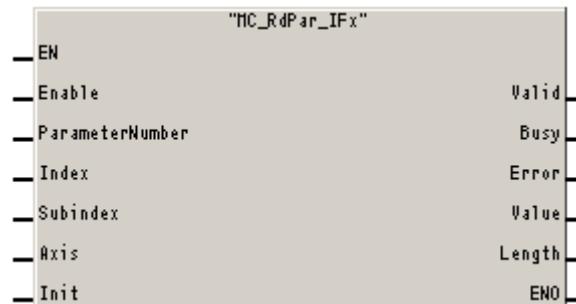 "MC_RdPar_IFx"
EN
Enable Valid
ParameterNumber Busy
Index Error
Subindex Value
Axis Length
Init ENO